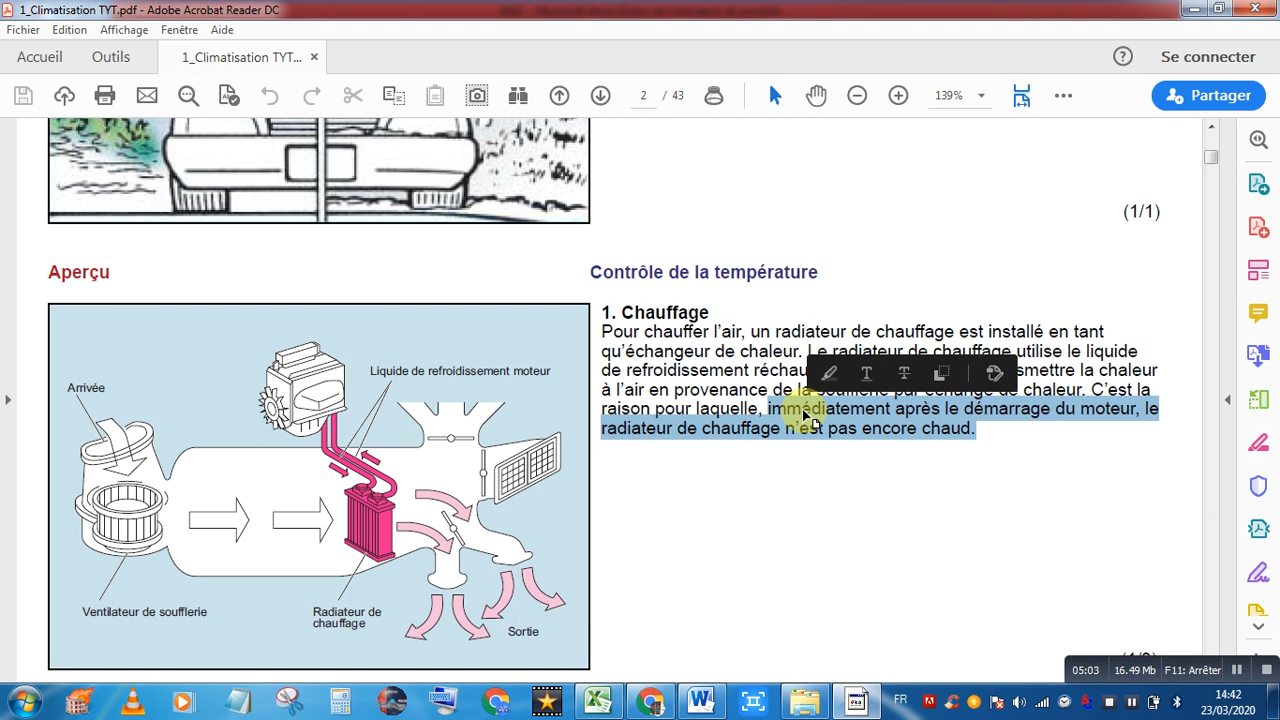 1_Climatisation TYT.pdf - Adobe Acrobat Reader DC
Fichier Edition Affichage Fenêtre Aide
Accueil Outils 1_Climatisation TYT... × Se connecter
2 / 43 139% Partager
(1/1)
Aperçu Contrôle de la température
1. Chauffage
Pour chauffer l'air, un radiateur de chauffage est installé en tant
qu'échangeur de chaleur. Le radiateur de chauffage utilise le liquide
de refroidissement
à l'air en provenance de la soufflerie par échange de chaleur. C'est la
raison pour laquelle, immédiatement après le démarrage du moteur, le
radiateur de chauffage n'est pas encore chaud.
Arrivée
Liquide de refroidissement moteur
Ventilateur de soufflerie
Radiateur de
chauffage
Sortie
05:03 16.49 Mb F11: Arrêter
FR
14:42
23/03/2020